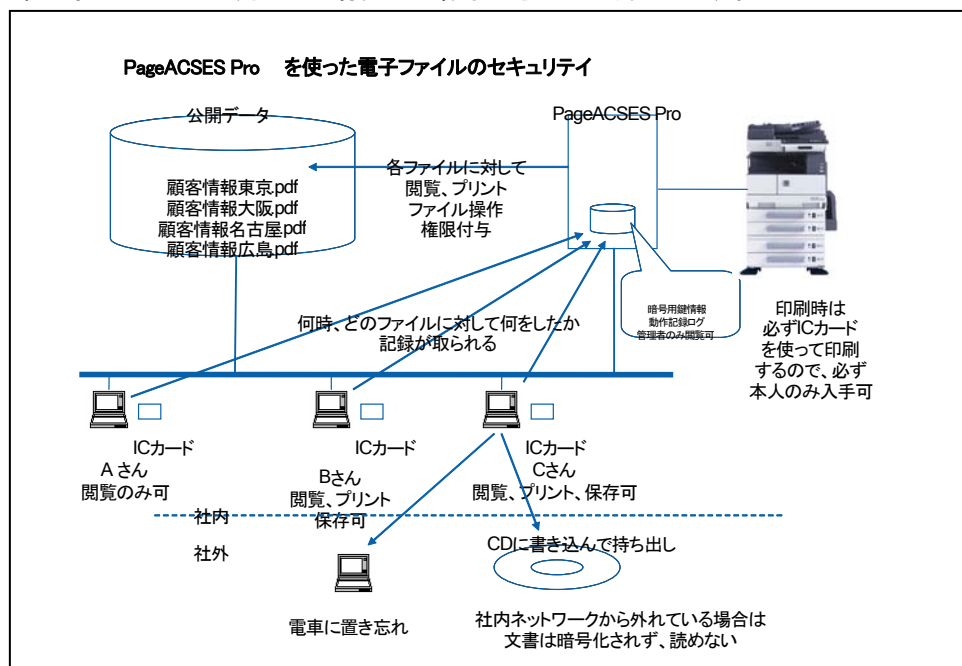 PageACSES Pro　を使った電子ファイルのセキュリテイ
公開データ
顧客情報東京.pdf
顧客情報大阪.pdf
顧客情報名古屋.pdf
顧客情報広島.pdf
各ファイルに対して
閲覧、プリント
ファイル操作
権限付与
PageACSES Pro
暗号用鍵情報
動作記録ログ
管理者のみ閲覧可
印刷時は
必ずICカード
を使って印刷
するので、必ず
本人のみ入手可
何時、どのファイルに対して何をしたか
記録が取られる
ICカード
Aさん
閲覧のみ可
ICカード
Bさん
閲覧、プリント
保存可
ICカード
Cさん
閲覧、プリント、保存可
社内
社外
電車に置き忘れ
CDに書き込んで持ち出し
社内ネットワークから外れている場合は
文書は暗号化されず、読めない